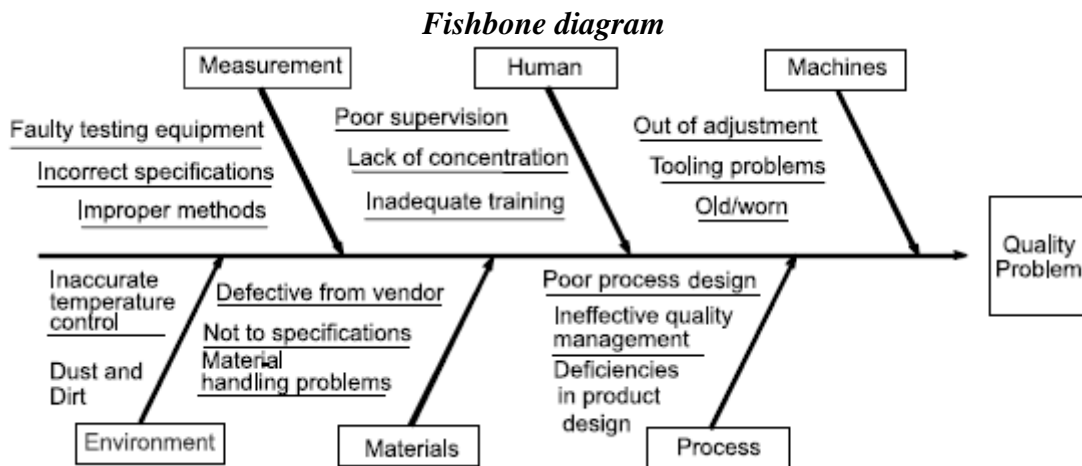 Fishbone diagram
Measurement
Human
Machines
Faulty testing equipment
Incorrect specifications
Improper methods
Poor supervision
Lack of concentration
Inadequate training
Out of adjustment
Tooling problems
Old/worn
Quality
Problem
Inaccurate
temperature
control
Dust and
Dirt
Defective from vendor
Not to specifications
Material
handling problems
Poor process design
Ineffective quality
management
Deficiencies
in product
design
Environment
Materials
Process